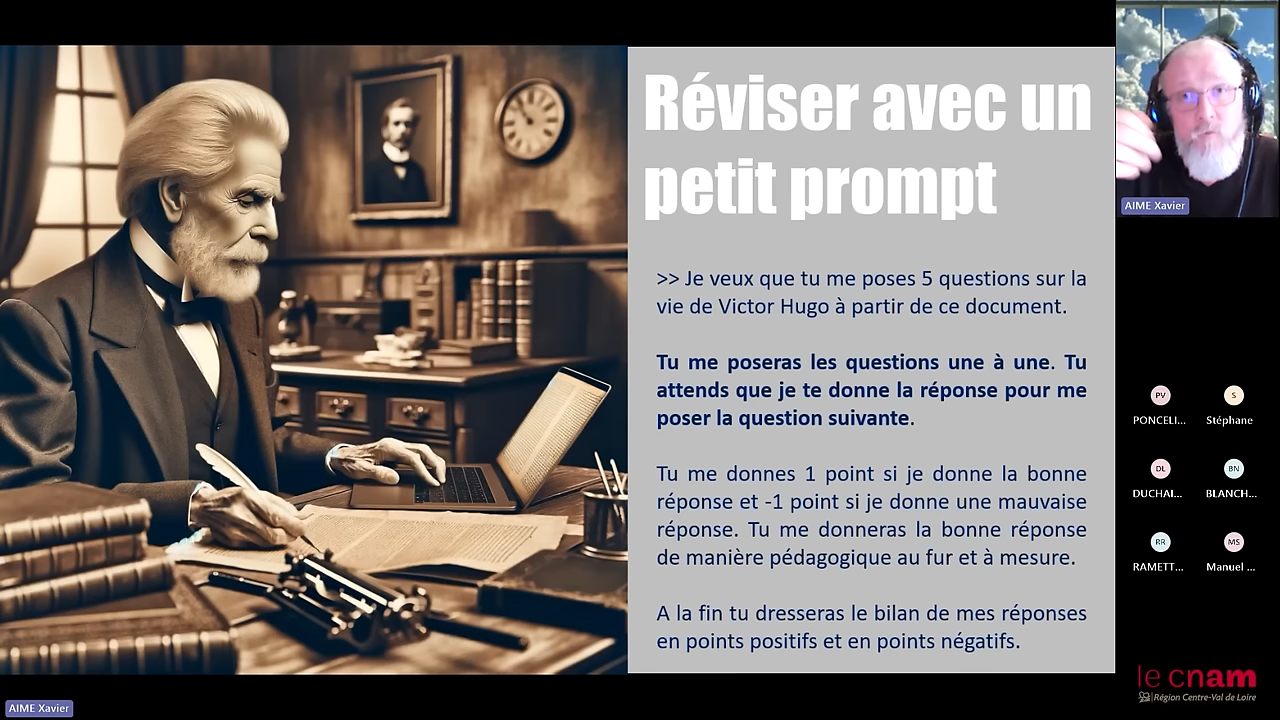 Réviser avec un
petit prompt
>> Je veux que tu me poses 5 questions sur la
vie de Victor Hugo à partir de ce document.
Tu me poseras les questions une à une. Tu
attends que je te donne la réponse pour me
poser la question suivante.
Tu me donnes 1 point si je donne la bonne
réponse et -1 point si je donne une mauvaise
réponse. Tu me donneras la bonne réponse
de manière pédagogique au fur et à mesure.
A la fin tu dresseras le bilan de mes réponses
en points positifs et en points négatifs.
AIME Xavier
AIME Xavier
PV
S
PONCELI...
Stéphane
DL
BN
DUCHAI...
BLANCH...
RR
MS
RAMETT...
Manuel ...
le cnam
Région Centre-Val de Loire